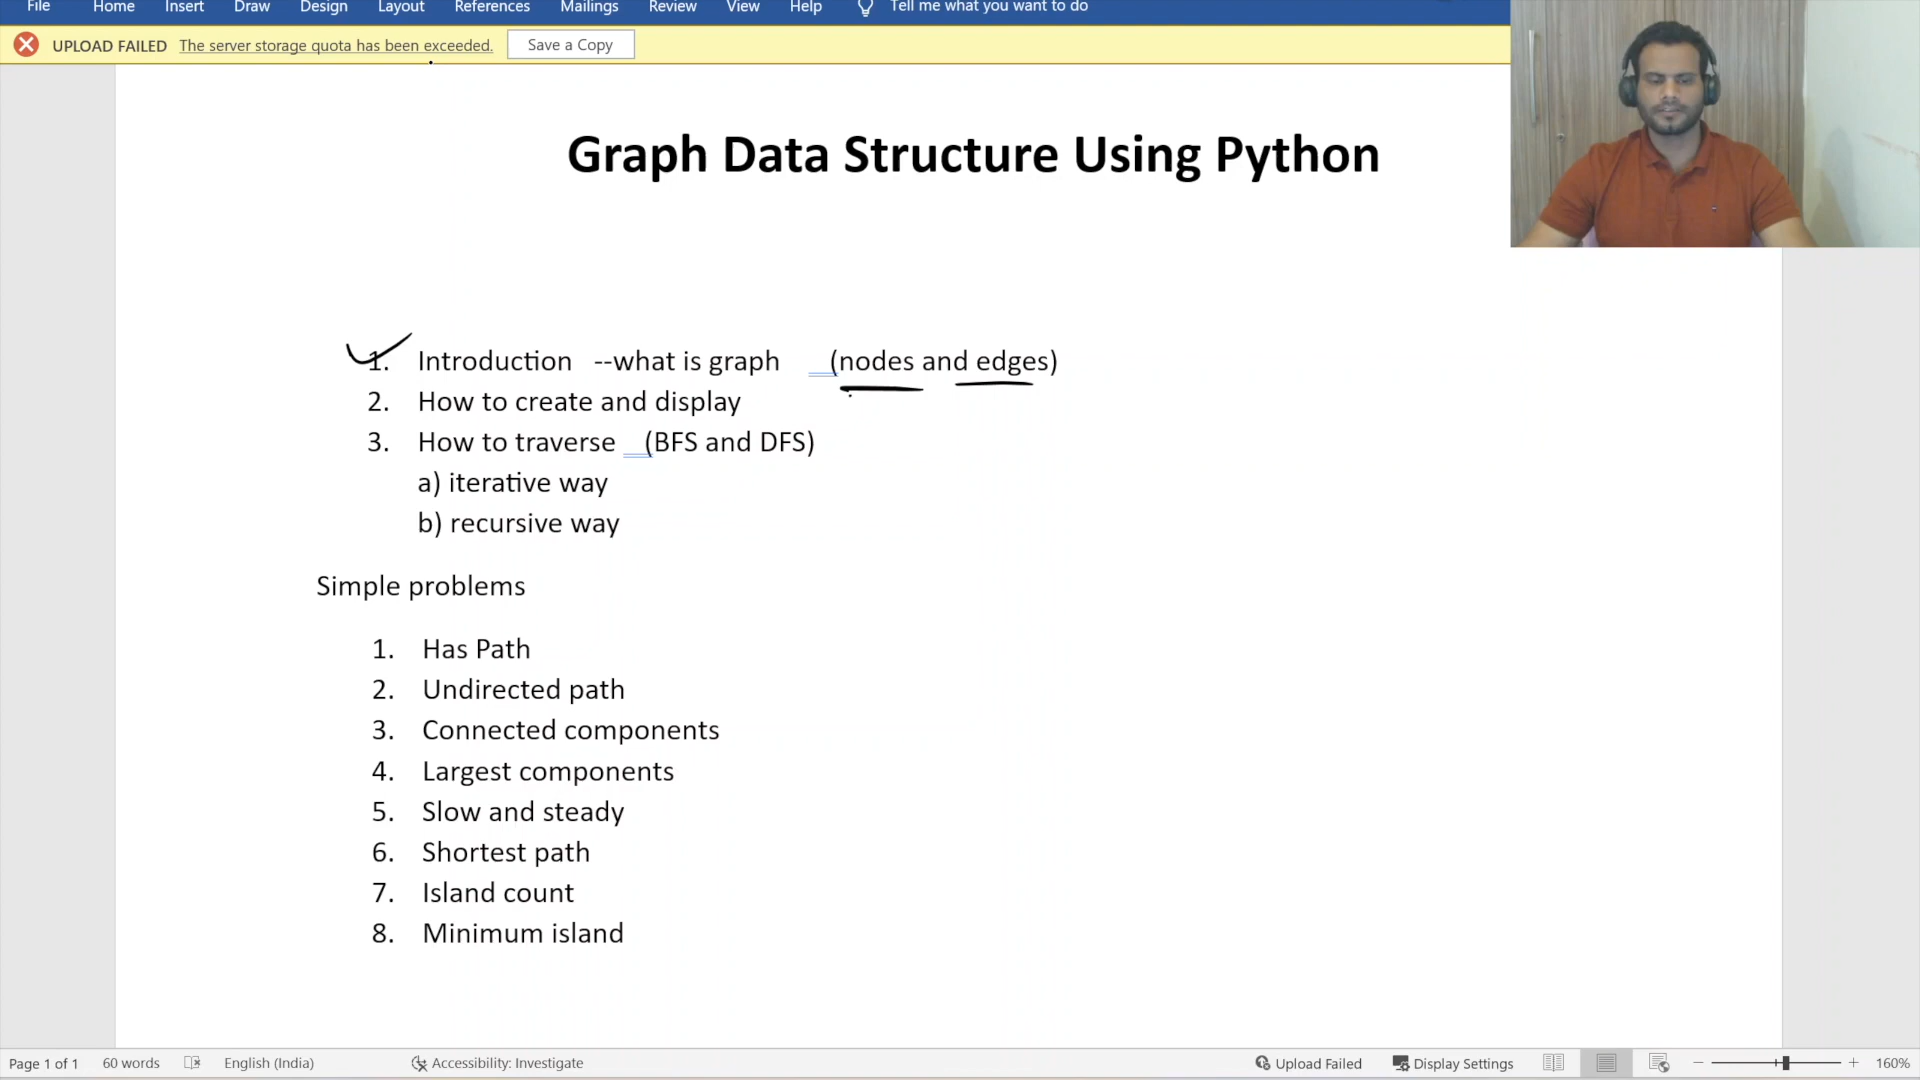 File Home Insert Draw Design Layout References Mailings Review View Help Tell me what you want to do
UPLOAD FAILED The server storage quota has been exceeded. Save a Copy
Graph Data Structure Using Python
1. Introduction --what is graph (nodes and edges)
2. How to create and display
3. How to traverse (BFS and DFS)
a) iterative way
b) recursive way
Simple problems
1. Has Path
2. Undirected path
3. Connected components
4. Largest components
5. Slow and steady
6. Shortest path
7. Island count
8. Minimum island
Page 1 of 1 60 words English (India) Accessibility: Investigate Upload Failed Display Settings 160%